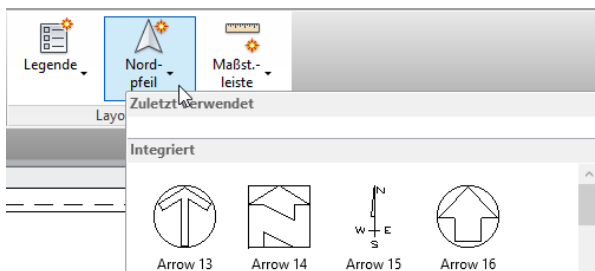 Legende
Nord-
pfeil
Maßst.-
leiste
Layo
Zuletzt verwendet
Integriert
N
W E
S
Arrow 13 Arrow 14 Arrow 15 Arrow 16